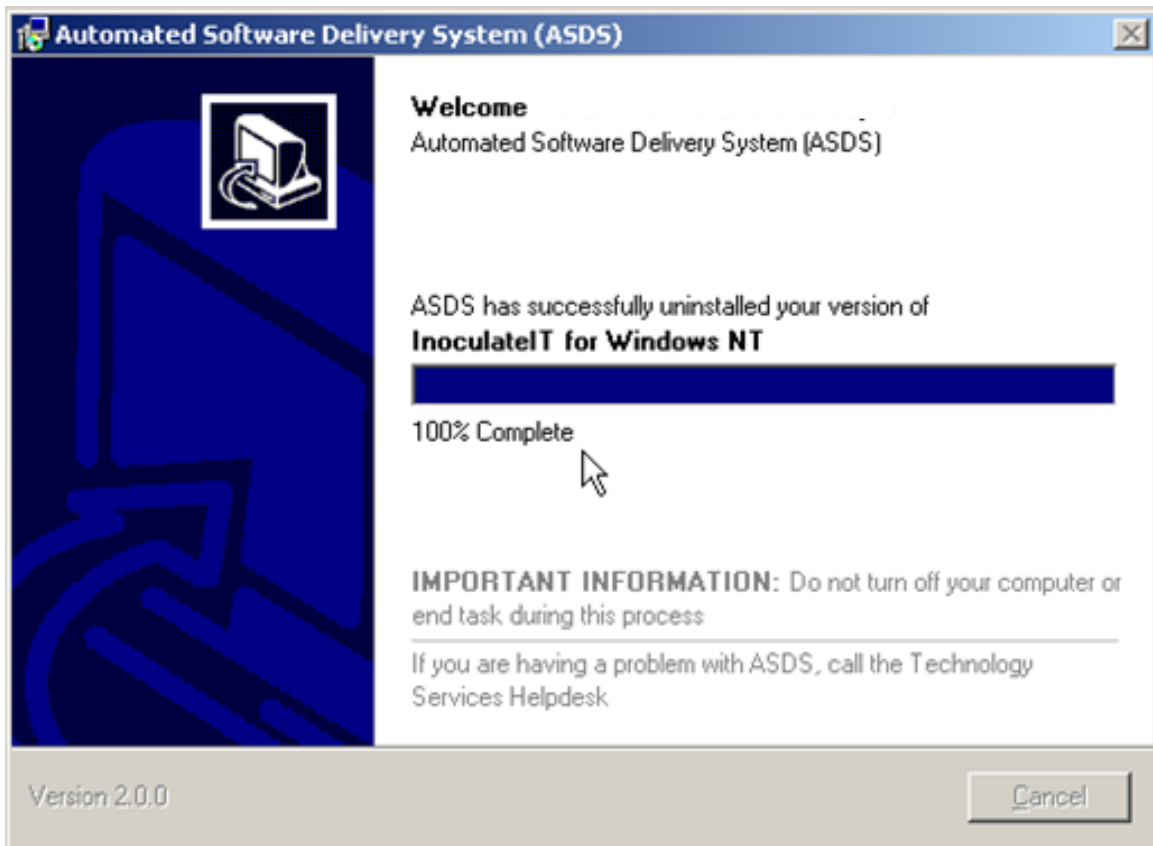 Automated Software Delivery System (ASDS)
Welcome
Automated Software Delivery System (ASDS)
ASDS has successfully uninstalled your version of
InoculateIT for Windows NT
100% Complete
IMPORTANT INFORMATION: Do not turn off your computer or
end task during this process
If you are having a problem with ASDS, call the Technology
Services Helpdesk
Version 2.0.0
Cancel